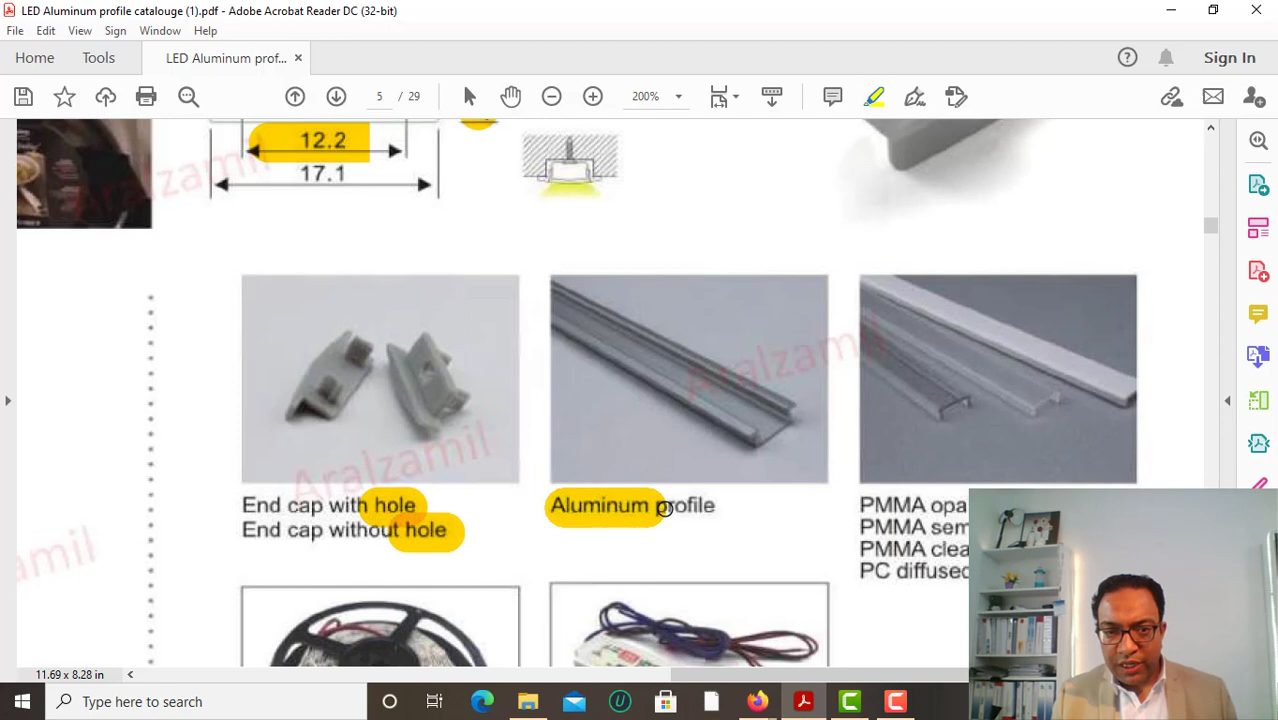 LED Aluminum profile catalouge (1).pdf - Adobe Acrobat Reader DC (32-bit)
File Edit View Sign Window Help
Home Tools LED Aluminum prof... × Sign In
5 / 29 200%
12.2
17.1
Aralzamil
Aralzamil
Aralzamil
End cap with hole
End cap without hole
Aluminum profile
PMMA opa
PMMA sem
PMMA clea
PC diffused
11.69 x 8.28 in
Type here to search